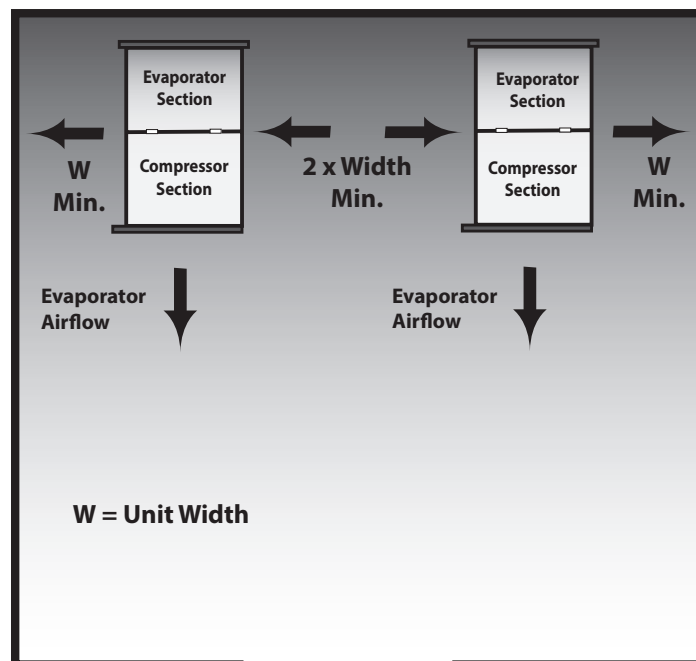 Evaporator
Section
Compressor
Section
Evaporator
Section
Compressor
Section
W
Min.
2 x Width
Min.
W
Min.
Evaporator
Airflow
Evaporator
Airflow
W = Unit Width